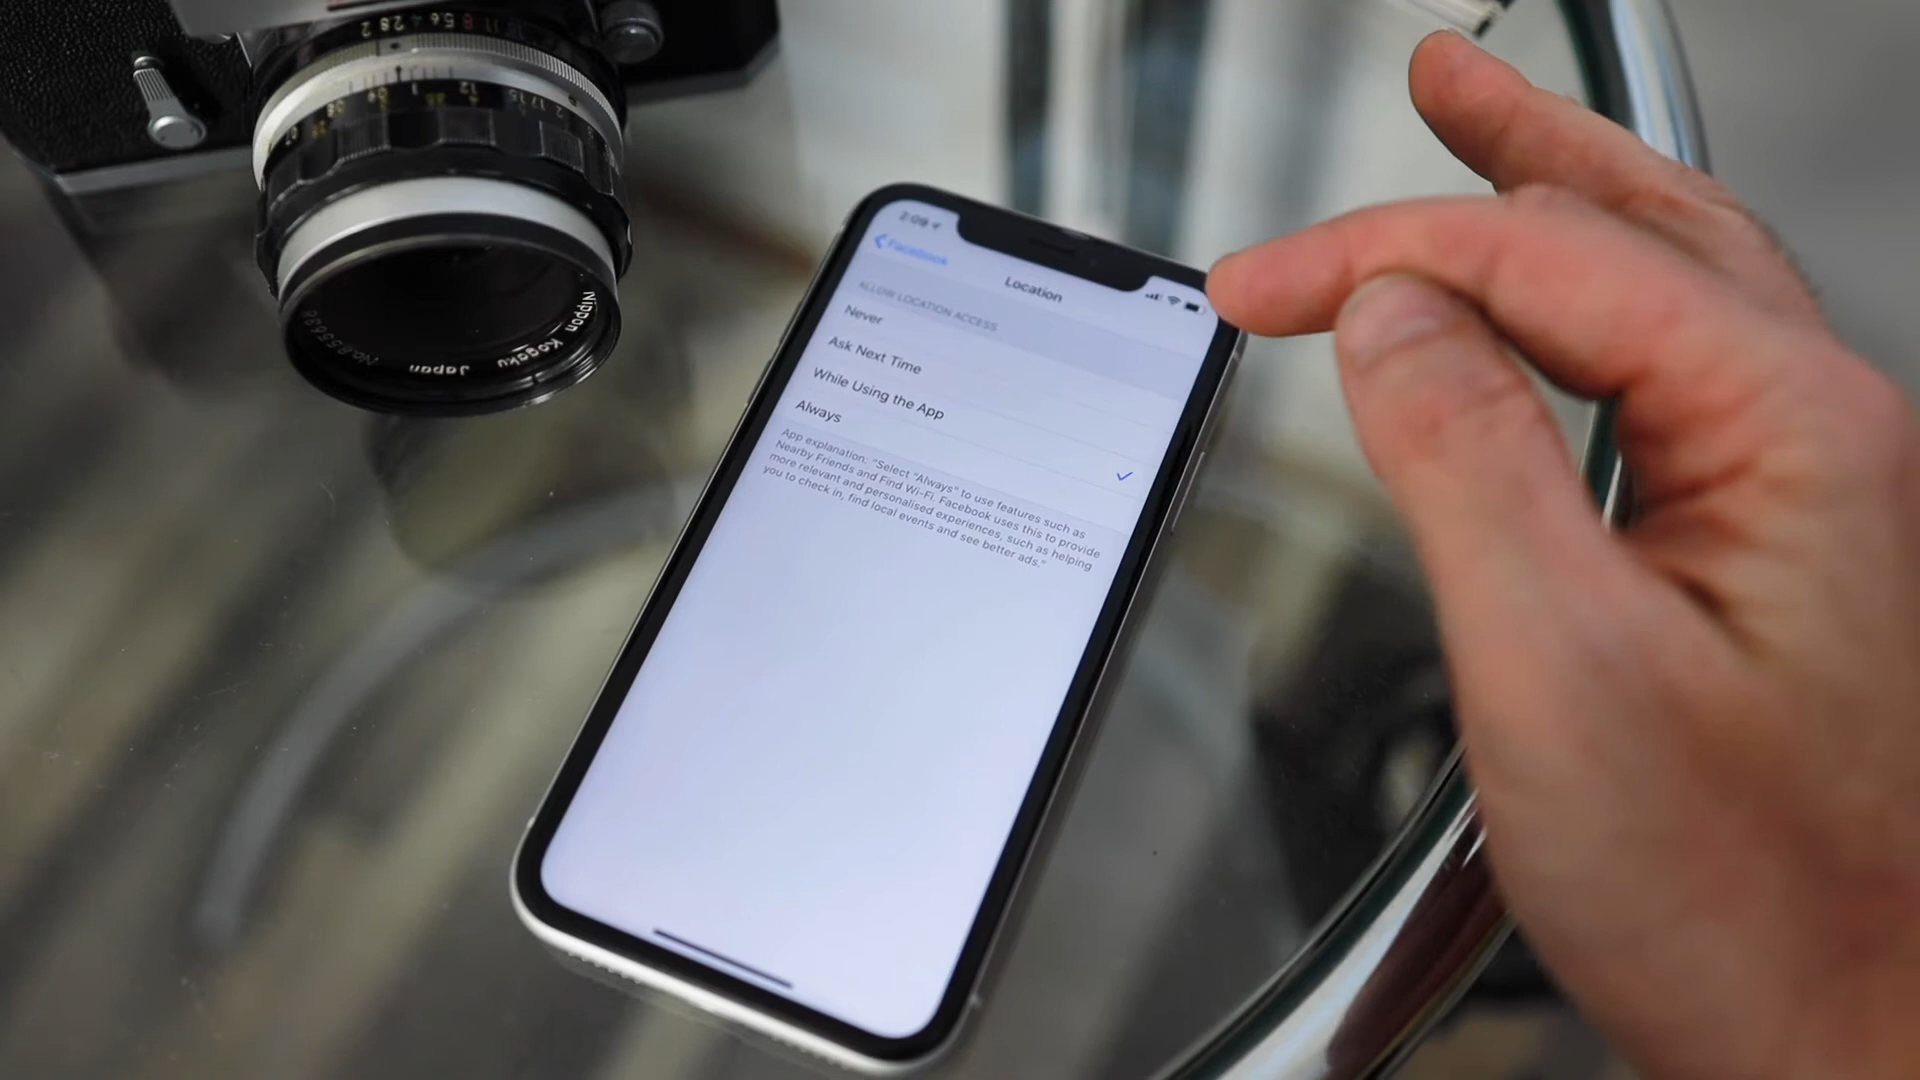 2:09
Facebook
Location
ALLOW LOCATION ACCESS
Never
Ask Next Time
While Using the App
Always
App explanation: "Select "Always" to use features such as
Nearby Friends and Find Wi-Fi. Facebook uses this to provide
more relevant and personalised experiences, such as helping
you to check in, find local events and see better ads."
Nippon Kogaku Japan